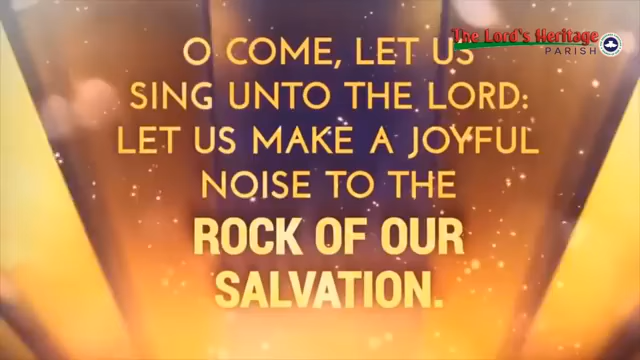 The Lord's Heritage
PARISH
O COME, LET US
SING UNTO THE LORD:
LET US MAKE A JOYFUL
NOISE TO THE
ROCK OF OUR
SALVATION.